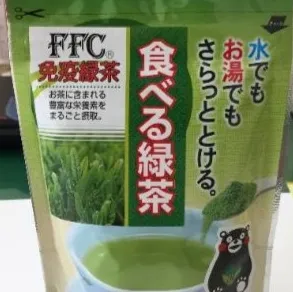 FFC®
免疫緑茶
お茶に含まれる
豊富な栄養素を
まるごと摂取。
食べる緑茶
水でも
お湯でも
さらっととける。